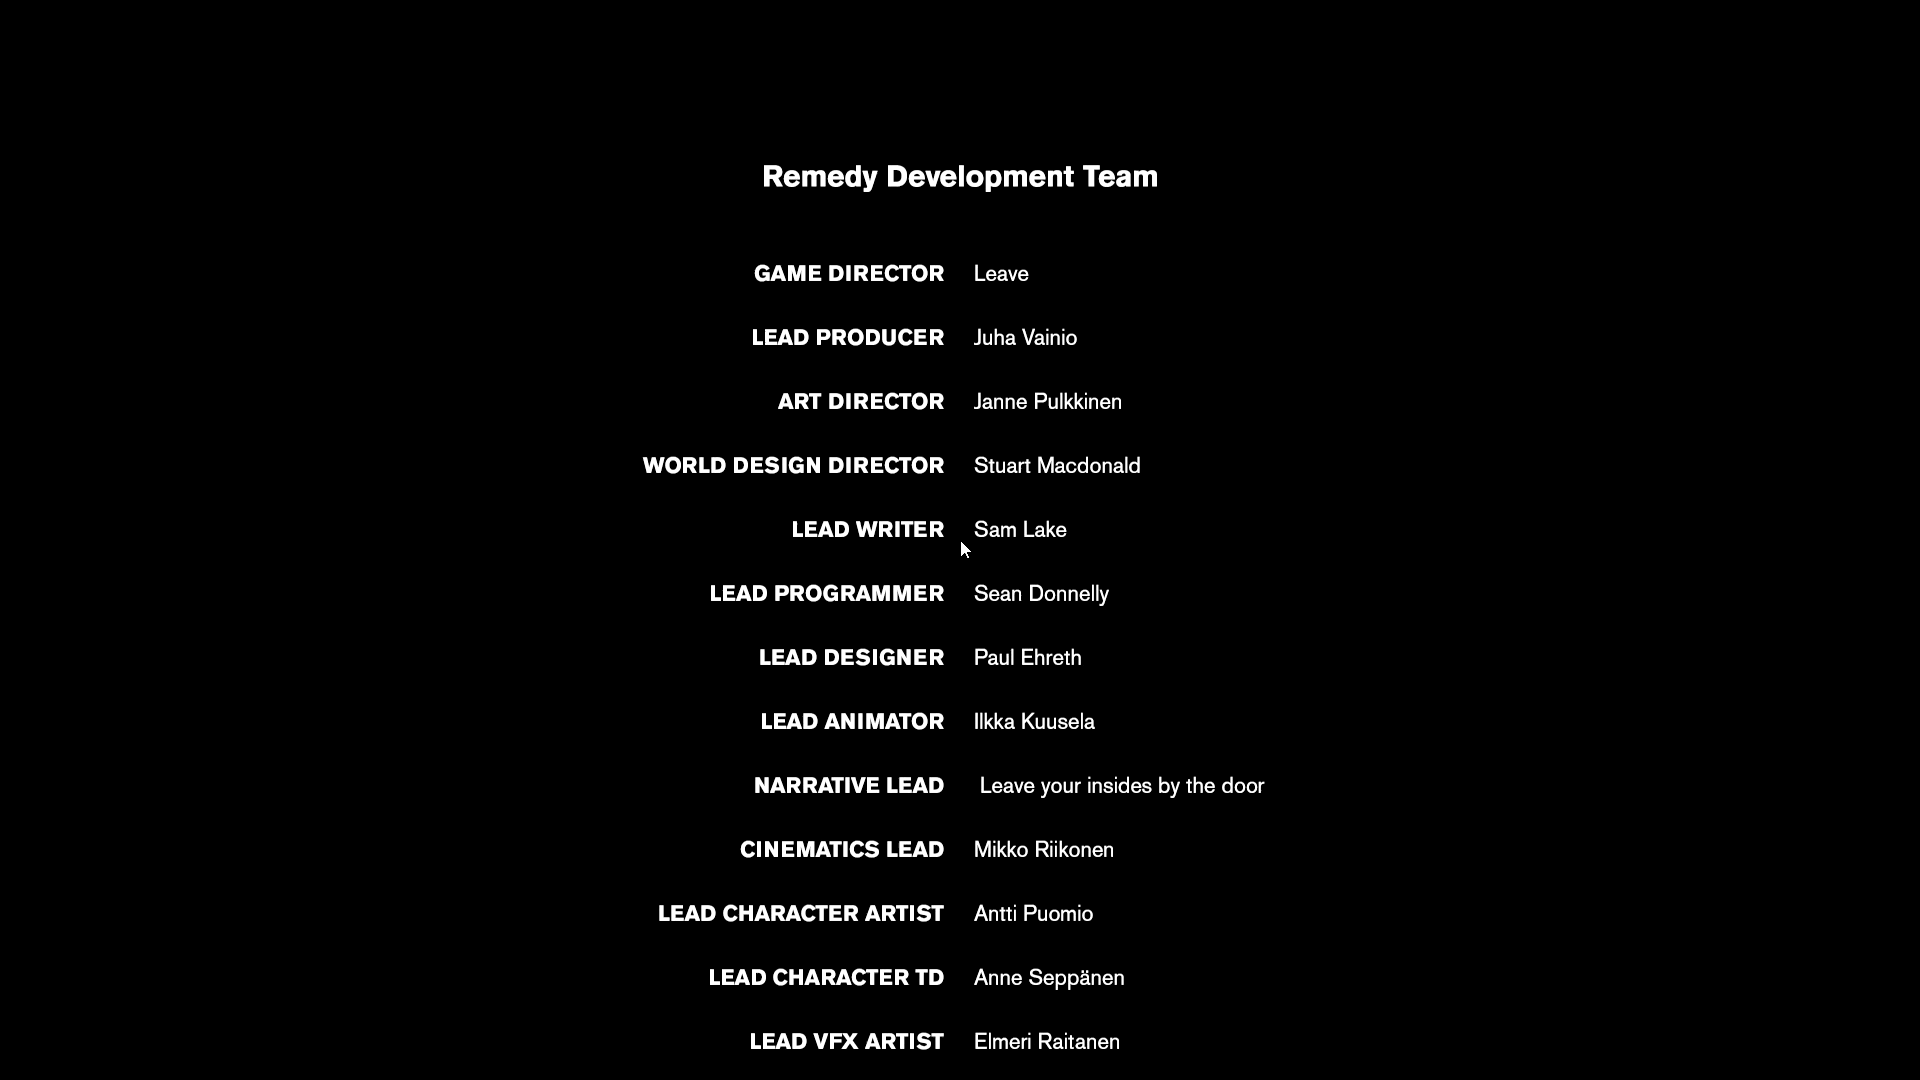 Remedy Development Team
GAME DIRECTOR Leave
LEAD PRODUCER Juha Vainio
ART DIRECTOR Janne Pulkkinen
WORLD DESIGN DIRECTOR Stuart Macdonald
LEAD WRITER Sam Lake
LEAD PROGRAMMER Sean Donnelly
LEAD DESIGNER Paul Ehreth
LEAD ANIMATOR Ilkka Kuusela
NARRATIVE LEAD Leave your insides by the door
CINEMATICS LEAD Mikko Riikonen
LEAD CHARACTER ARTIST Antti Puomio
LEAD CHARACTER TD Anne Seppänen
LEAD VFX ARTIST Elmeri Raitanen